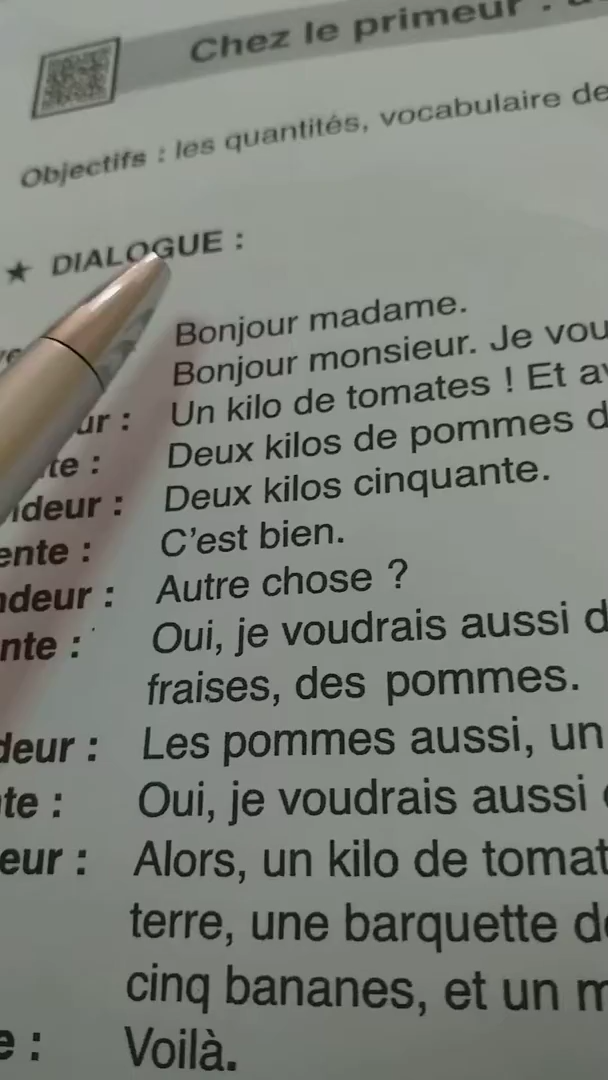 Chez le primeur :
Objectifs : les quantités, vocabulaire de
★ DIALOGUE :
Bonjour madame.
Bonjour monsieur. Je vou
ur : Un kilo de tomates ! Et av
te : Deux kilos de pommes d
deur : Deux kilos cinquante.
ente : C'est bien.
ndeur : Autre chose ?
nte : Oui, je voudrais aussi d
fraises, des pommes.
deur : Les pommes aussi, un
te : Oui, je voudrais aussi
eur : Alors, un kilo de tomat
terre, une barquette de
cinq bananes, et un m
e : Voilà.